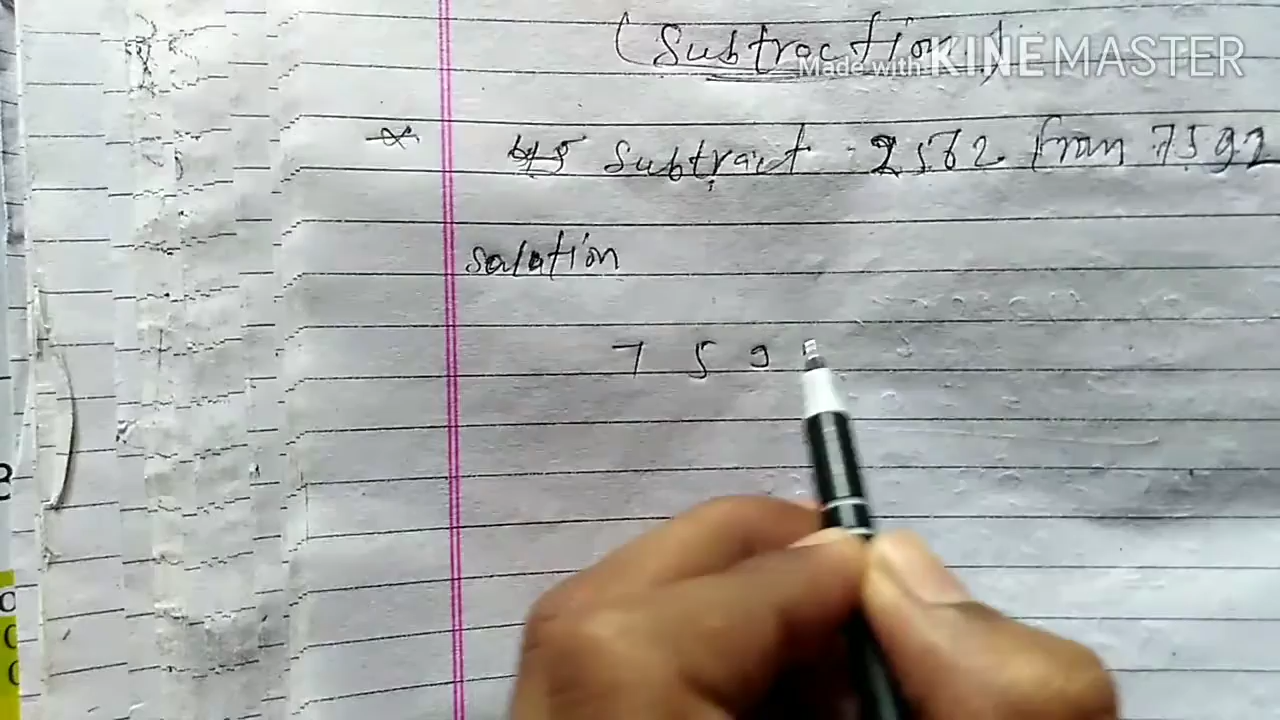 (Subtraction)
Made with KINEMASTER
* Subtract 2562 from 7592
Solution
7 5 9